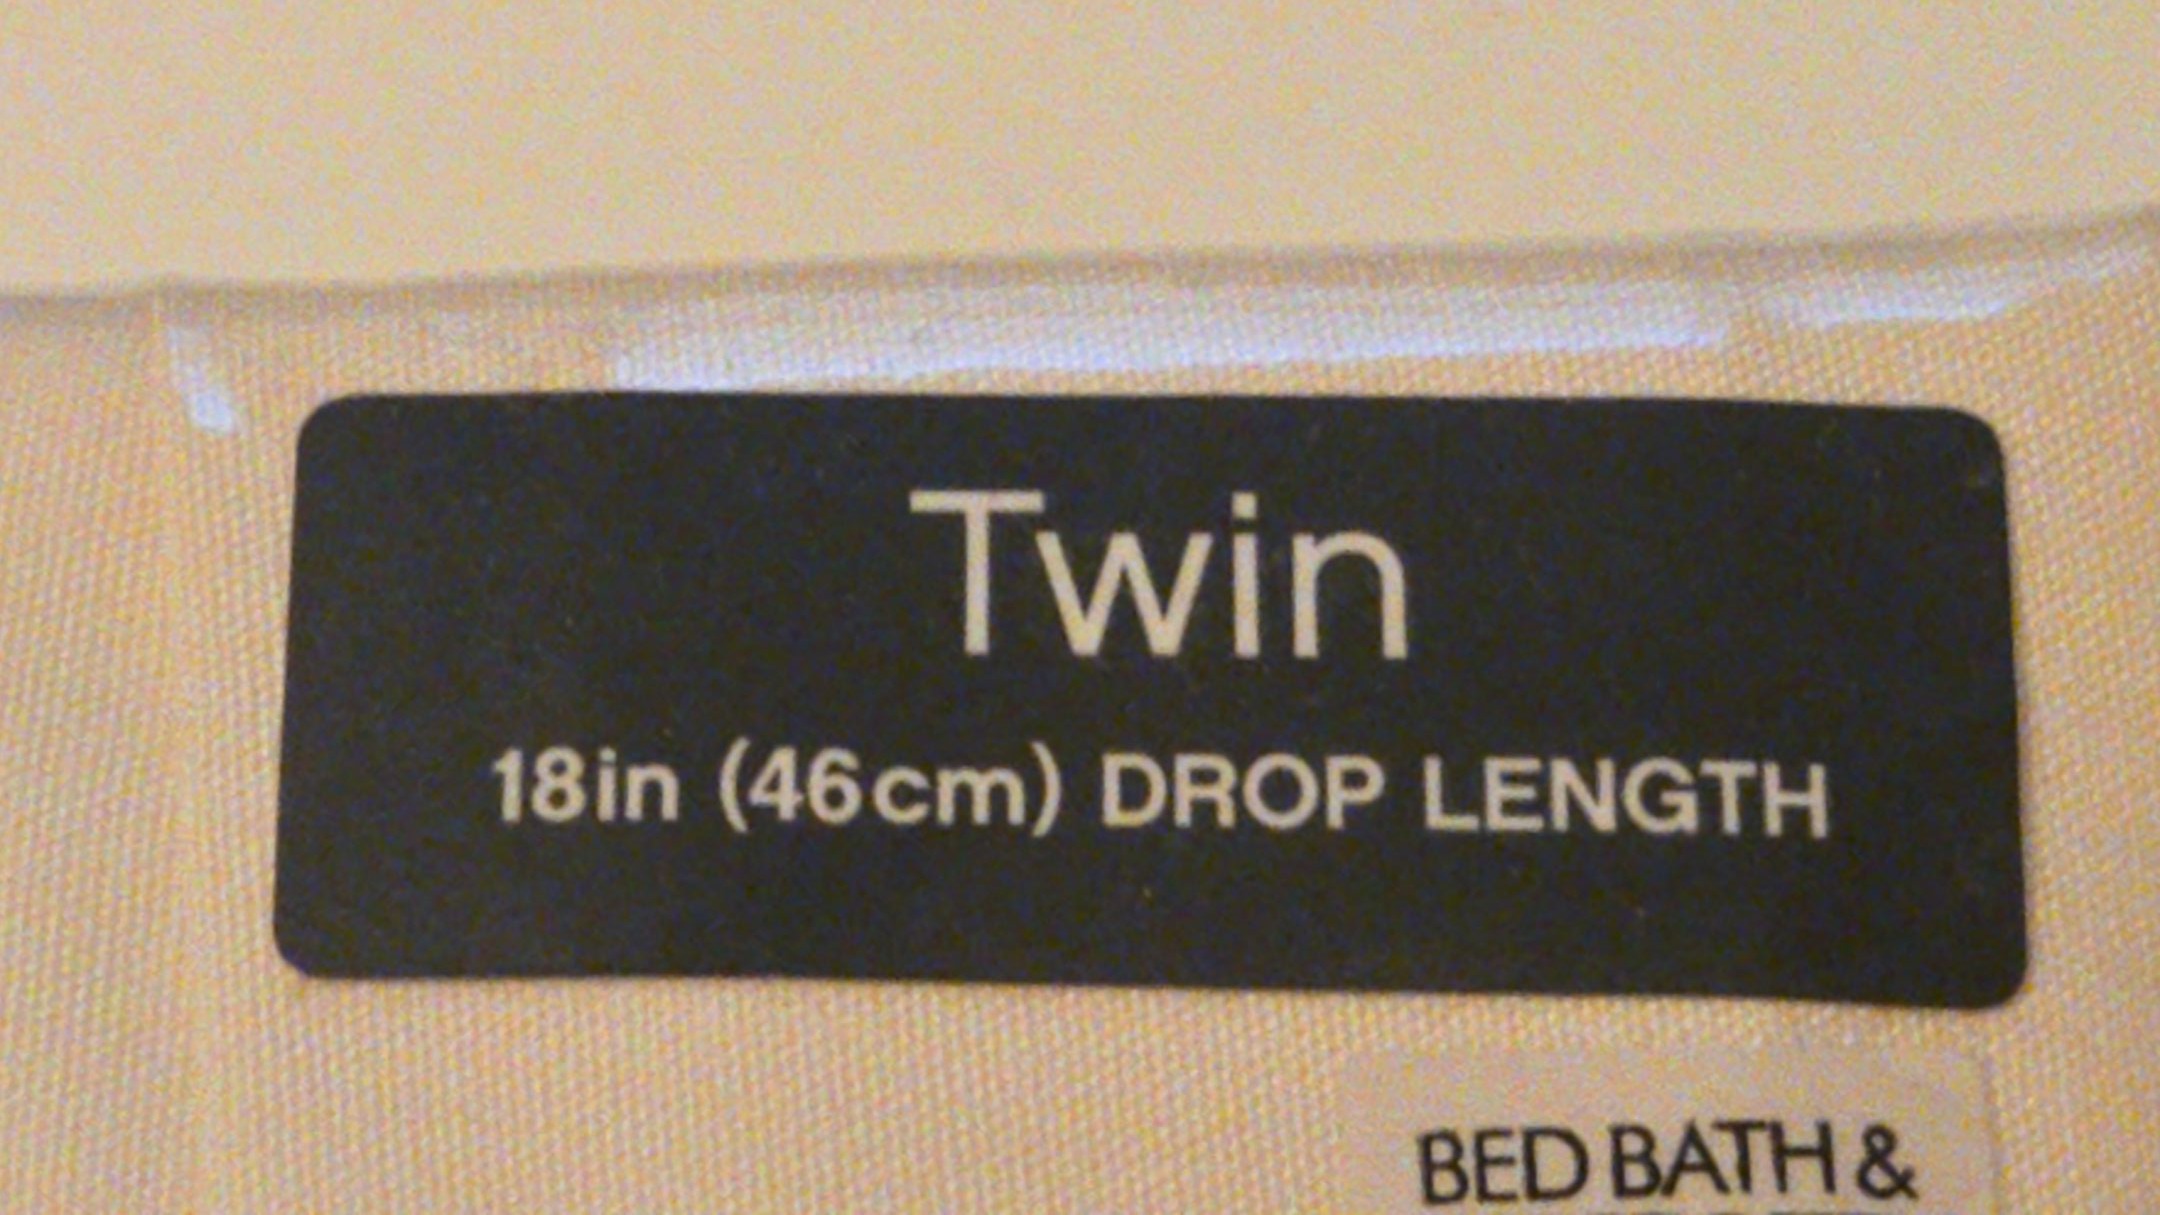 Twin
18in (46cm) DROP LENGTH
BED BATH &